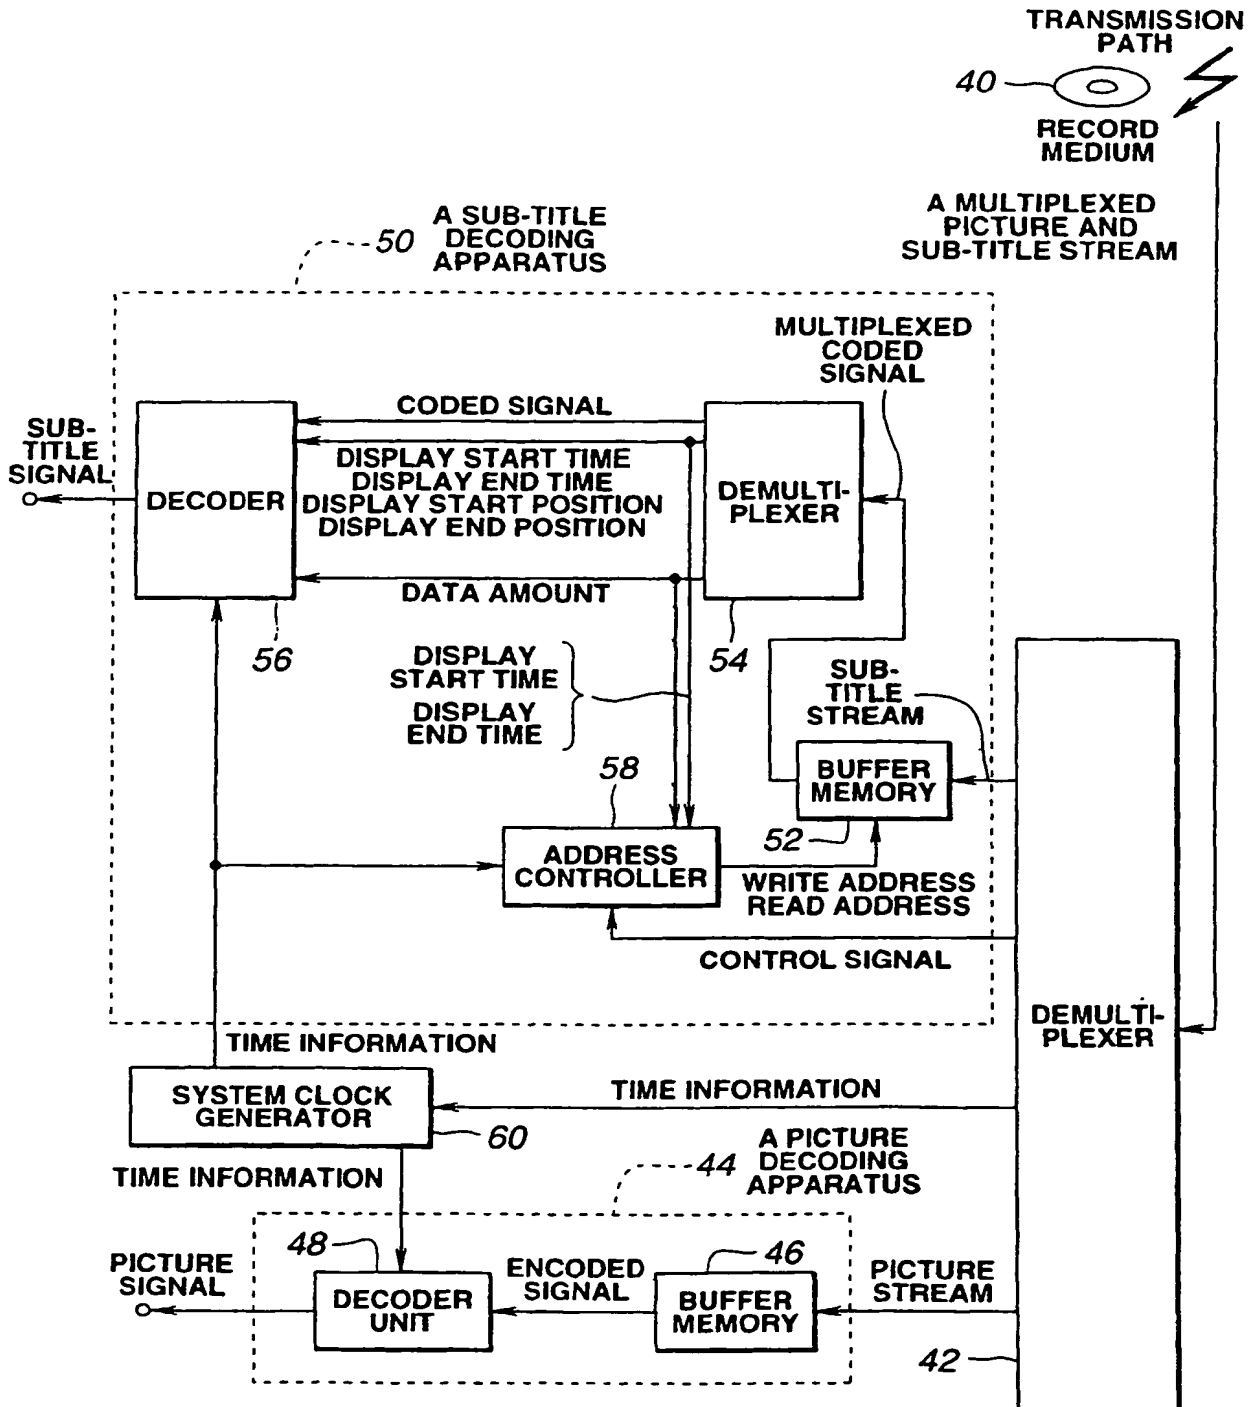 TRANSMISSION
PATH
40
RECORD
MEDIUM
A MULTIPLEXED
PICTURE AND
SUB-TITLE STREAM
50
A SUB-TITLE
DECODING
APPARATUS
MULTIPLEXED
CODED
SIGNAL
CODED SIGNAL
SUB-
TITLE
SIGNAL
DECODER
DISPLAY START TIME
DISPLAY END TIME
DISPLAY START POSITION
DISPLAY END POSITION
DEMULTI-
PLEXER
DATA AMOUNT
56
54
DISPLAY
START TIME
DISPLAY
END TIME
SUB-
TITLE
STREAM
58
BUFFER
MEMORY
52
ADDRESS
CONTROLLER
WRITE ADDRESS
READ ADDRESS
CONTROL SIGNAL
DEMULTI-
PLEXER
TIME INFORMATION
SYSTEM CLOCK
GENERATOR
60
TIME INFORMATION
TIME INFORMATION
44
A PICTURE
DECODING
APPARATUS
48
46
PICTURE
SIGNAL
DECODER
UNIT
ENCODED
SIGNAL
BUFFER
MEMORY
PICTURE
STREAM
42